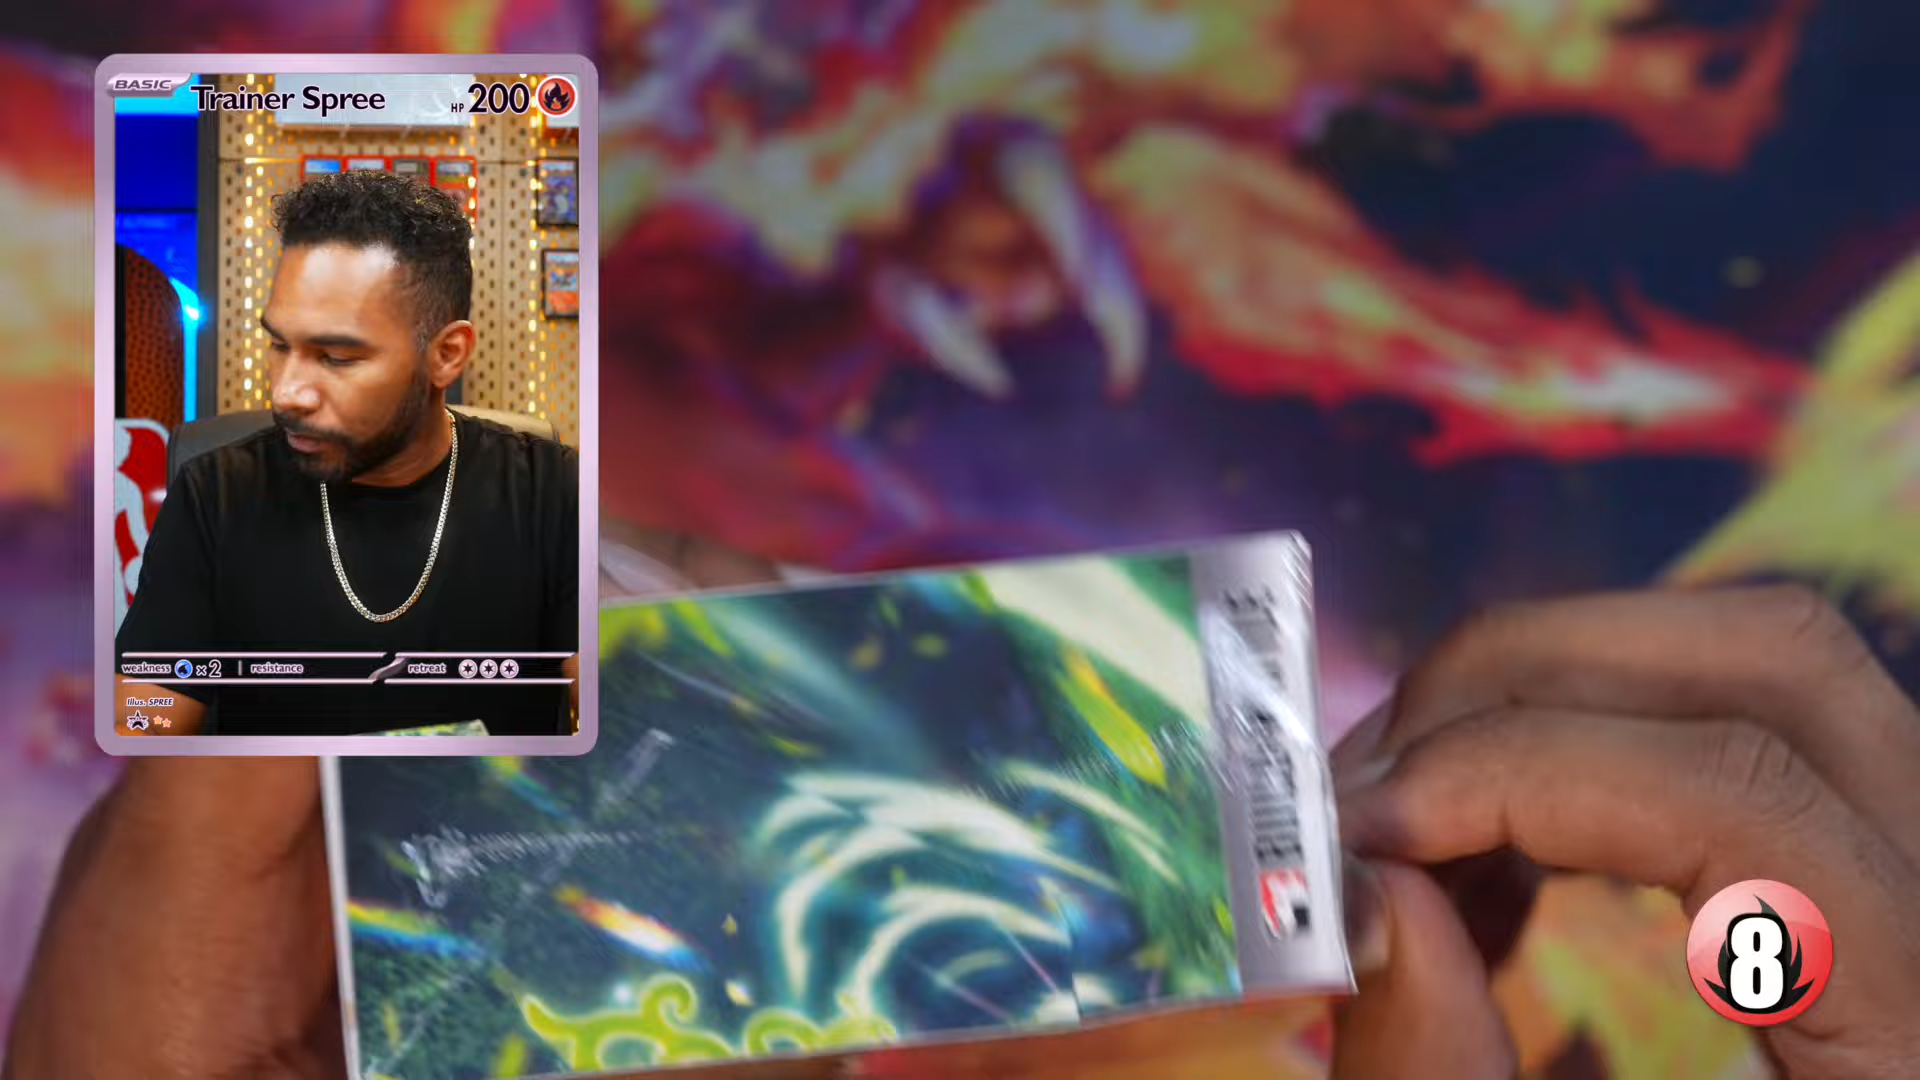 BASIC
Trainer Spree HP 200
weakness ×2 | resistance retreat
Illus. SPREE
8